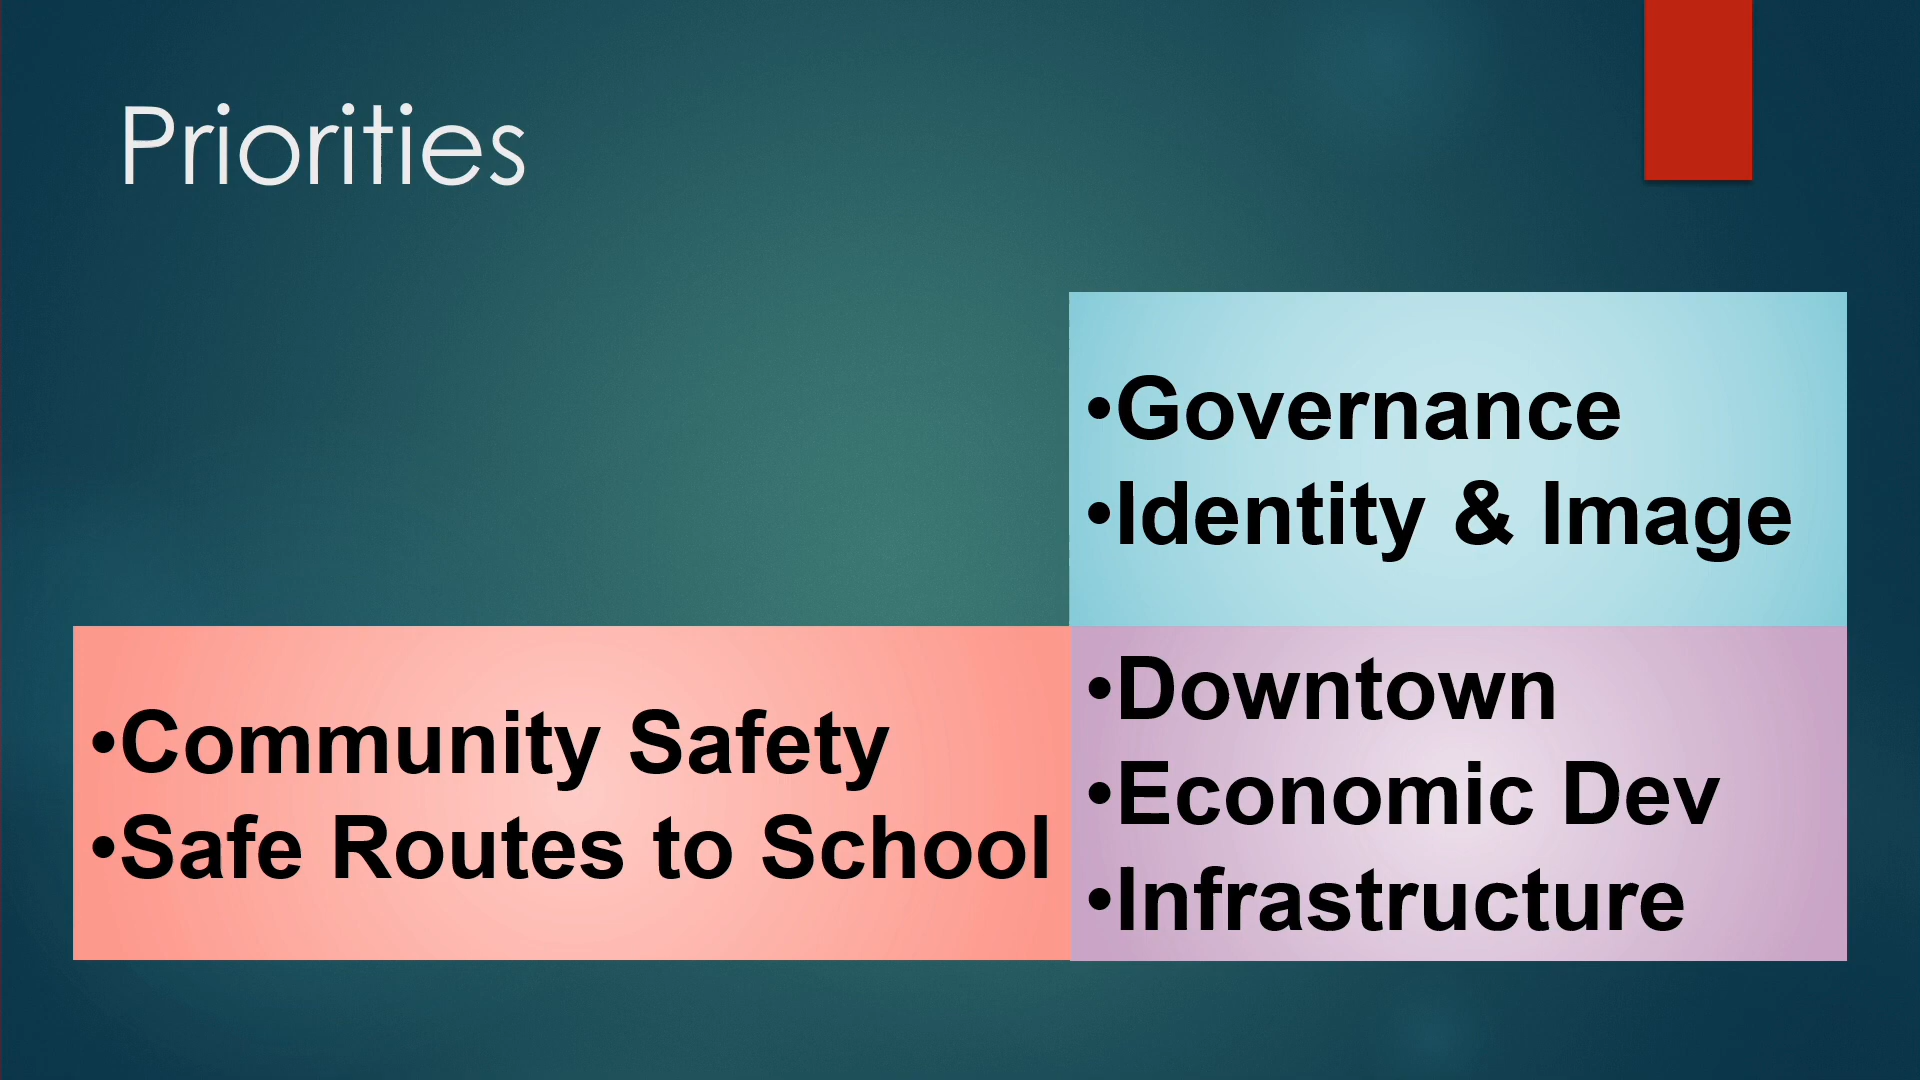 Priorities
•Governance
•Identity & Image
•Community Safety
•Safe Routes to School
•Downtown
•Economic Dev
•Infrastructure